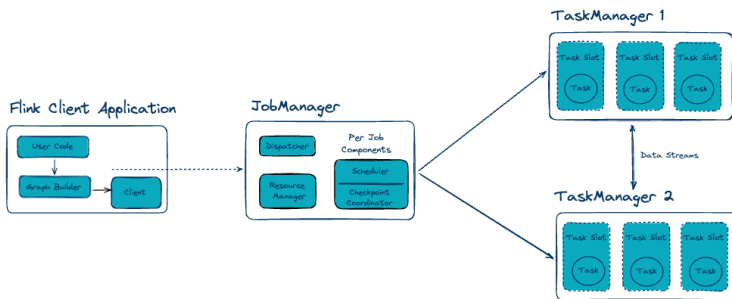 Flink Client Application
User Code
Graph Builder
Client
JobManager
Dispatcher
Resource
Manager
Per Job
Components
Scheduler
Checkpoint
Coordinator
TaskManager 1
Task Slot
Task
Task Slot
Task
Task Slot
Task
Data Streams
TaskManager 2
Task Slot
Task
Task Slot
Task
Task Slot
Task